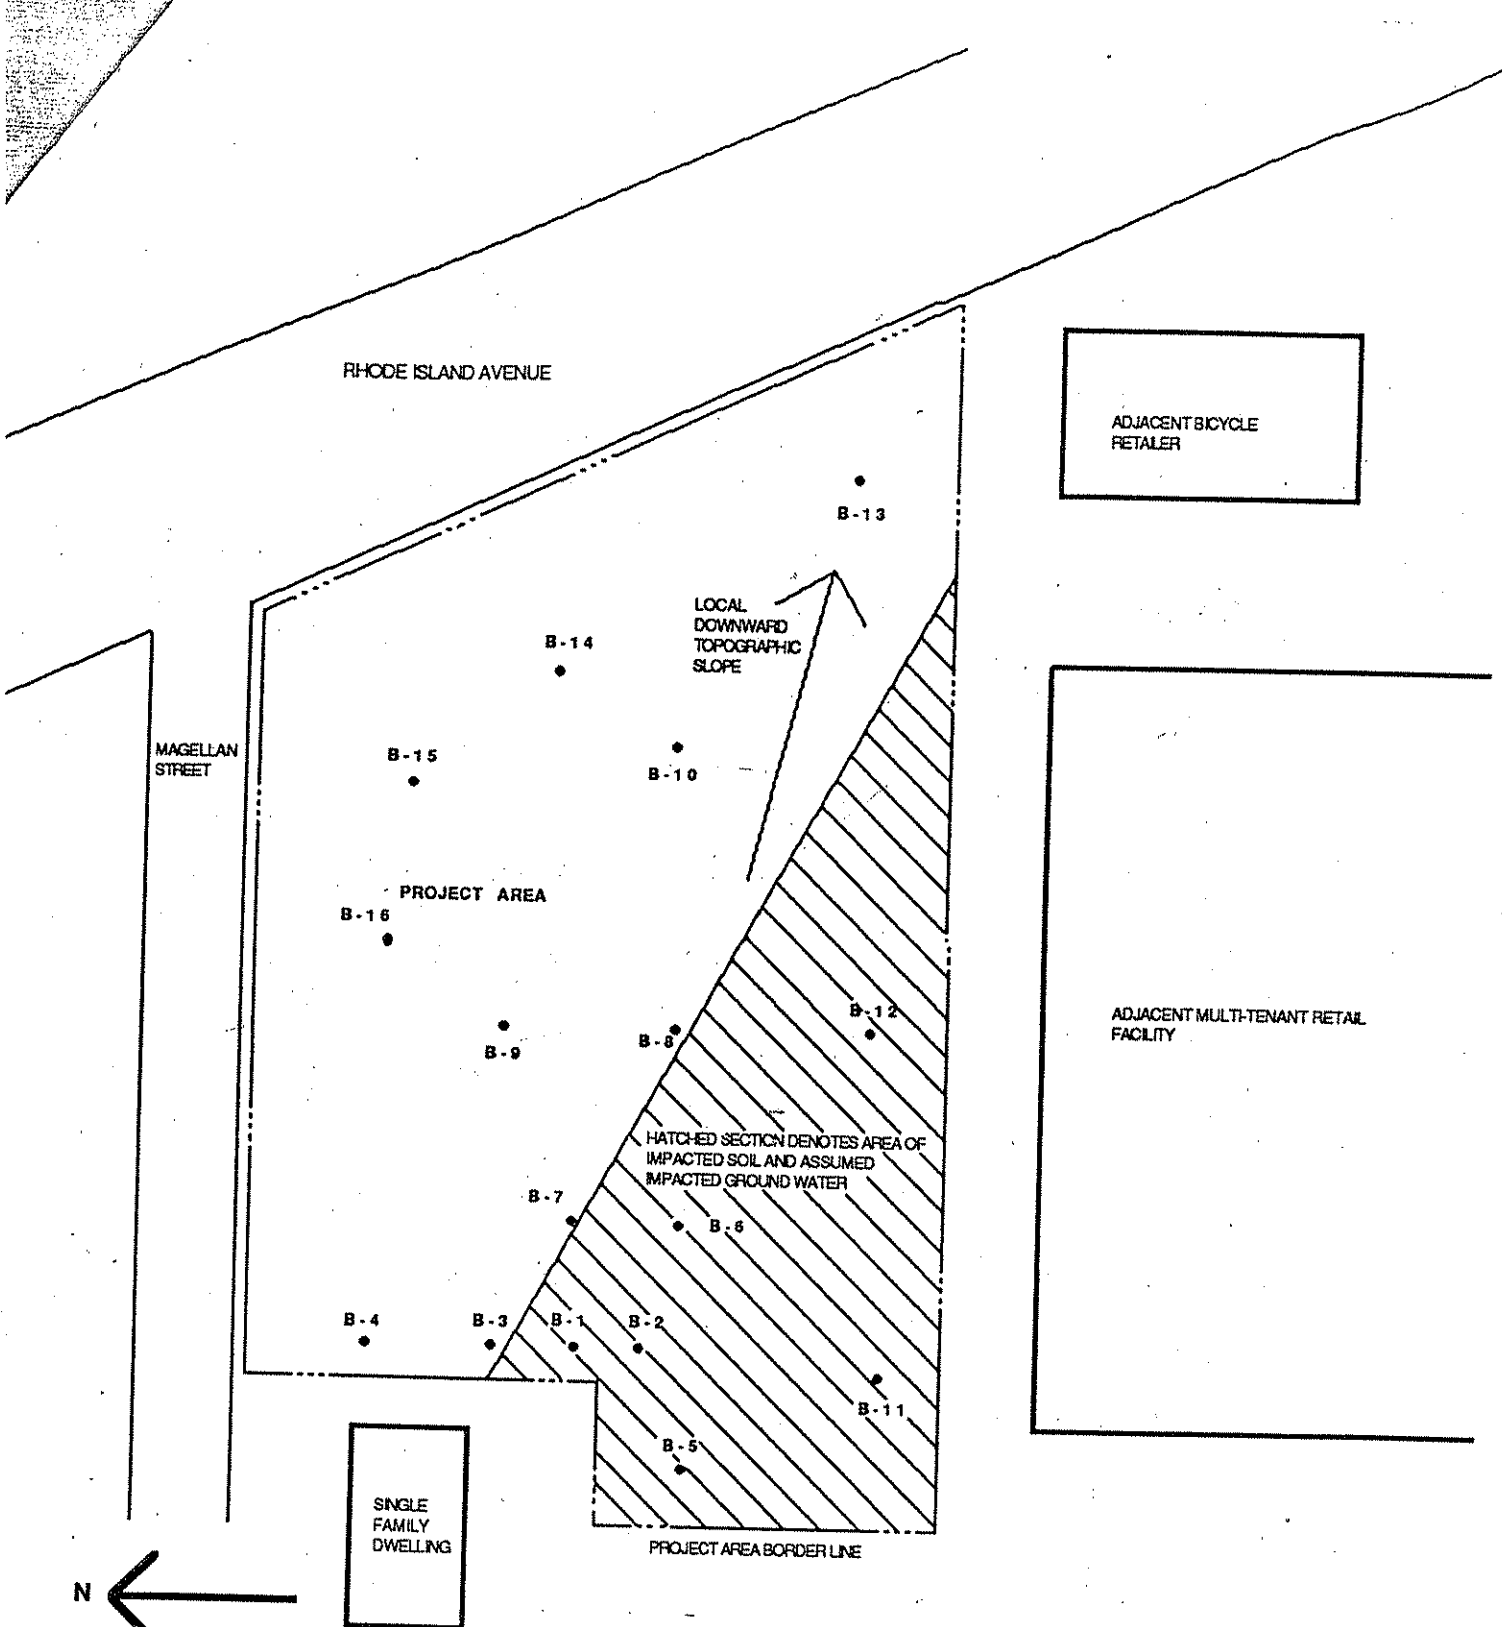 RHODE ISLAND AVENUE
ADJACENT BICYCLE
RETAILER
B-13
LOCAL
DOWNWARD
TOPOGRAPHIC
SLOPE
B-14
MAGELLAN
STREET
B-15
B-10
PROJECT AREA
B-16
B-12
ADJACENT MULTI-TENANT RETAIL
FACILITY
B-8
B-9
HATCHED SECTION DENOTES AREA OF
IMPACTED SOIL AND ASSUMED
IMPACTED GROUND WATER
B-7
B-6
B-4
B-3
B-1
B-2
B-11
B-5
SINGLE
FAMILY
DWELLING
PROJECT AREA BORDER LINE
N